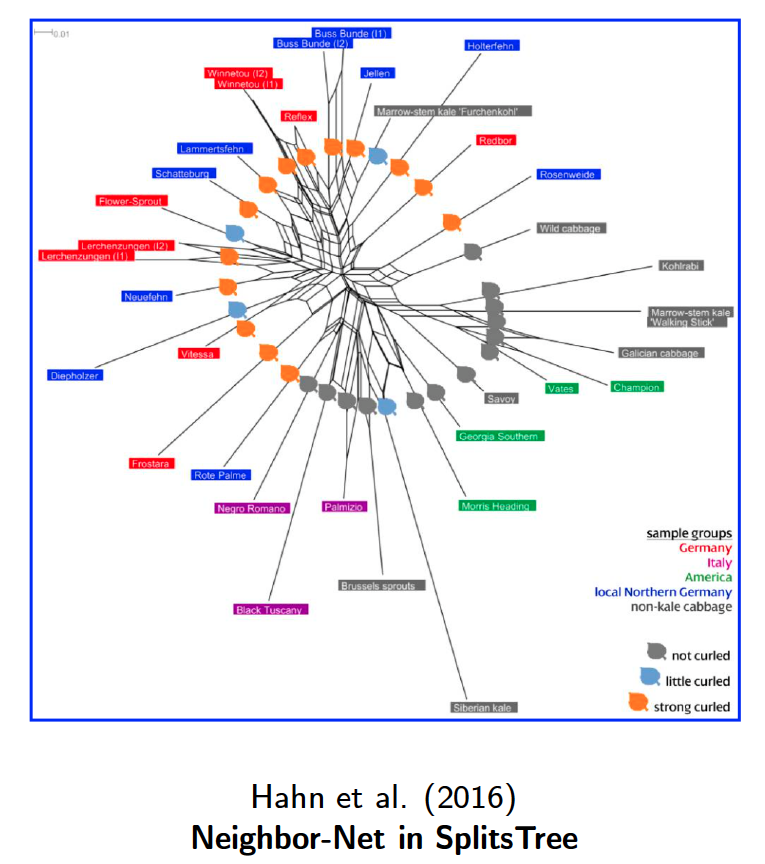 0.01
Buss Bunde (I1)
Buss Bunde (I2)
Holterfehn
Winnetou (I2)
Winnetou (I1)
Jellen
Reflex
Marrow-stem kale 'Furchenkohl'
Redbor
Lammertsfehn
Schatteburg
Rosenweide
Flower-Sprout
Wild cabbage
Lerchenzungen (I2)
Lerchenzungen (I1)
Kohlrabi
Neuefehn
Marrow-stem kale
'Walking Stick'
Vitessa
Galician cabbage
Diepholzer
Vates
Champion
Savoy
Georgia Southern
Frostara
Rote Palme
Negro Romano
Palmizio
Morris Heading
Brussels sprouts
Black Tuscany
Siberian kale
sample groups
Germany
Italy
America
local Northern Germany
non-kale cabbage
not curled
little curled
strong curled
Hahn et al. (2016)
Neighbor-Net in SplitsTree